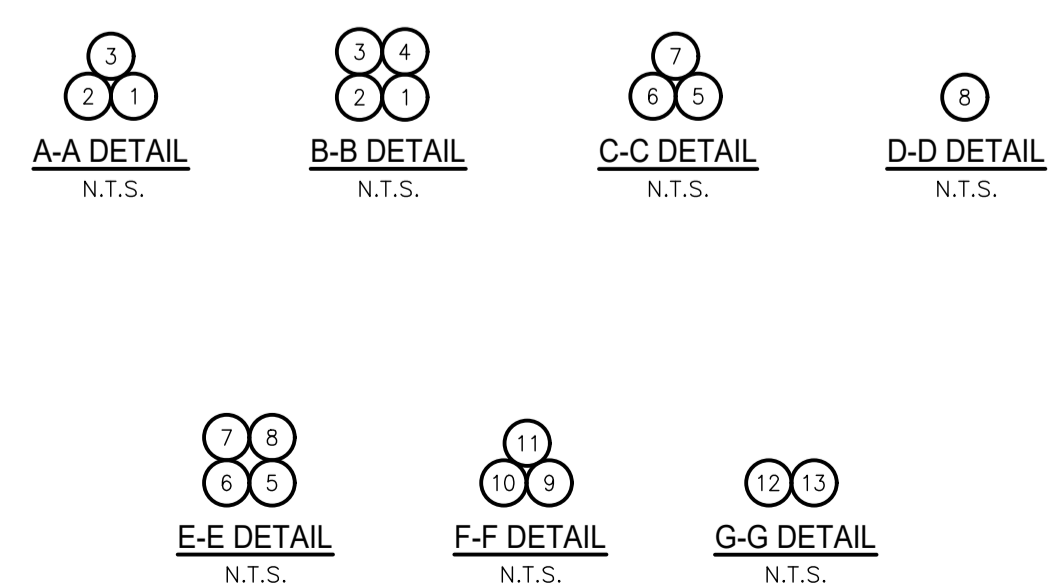 3
2 1
A-A DETAIL
N.T.S.
3 4
2 1
B-B DETAIL
N.T.S.
7
6 5
C-C DETAIL
N.T.S.
8
D-D DETAIL
N.T.S.
7 8
6 5
E-E DETAIL
N.T.S.
11
10 9
F-F DETAIL
N.T.S.
12 13
G-G DETAIL
N.T.S.